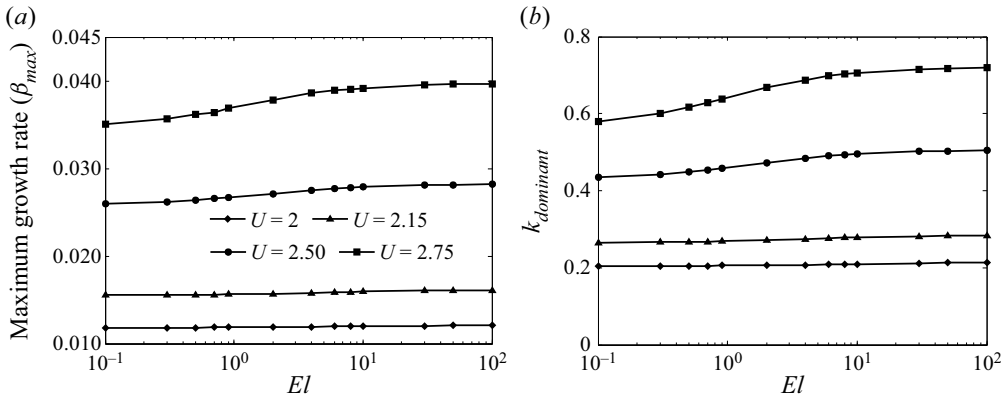 (a)
Maximum growth rate (β_max)
0.045
0.040
0.030
0.020
0.010
U = 2
U = 2.15
U = 2.50
U = 2.75
10⁻¹
10⁰
10¹
10²
El
(b)
k_dominant
0.8
0.6
0.4
0.2
0
10⁻¹
10⁰
10¹
10²
El